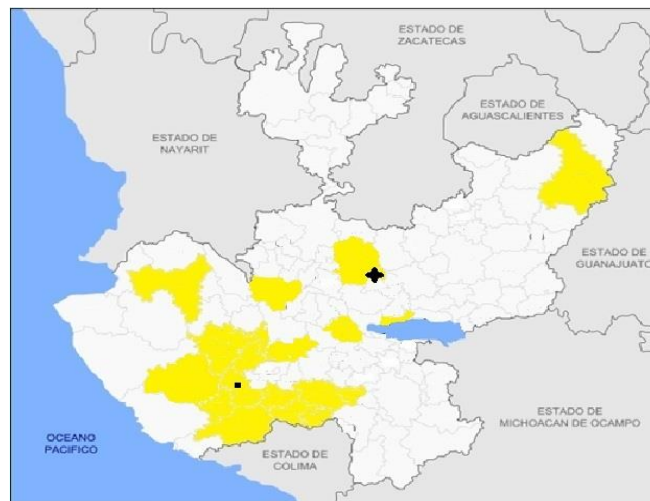 ESTADO DE
ZACATECAS
ESTADO DE
AGUASCALIENTES
ESTADO DE
NAYARIT
ESTADO DE
GUANAJUATO
ESTADO DE
MICHOACAN DE OCAMPO
OCEANO
PACIFICO
ESTADO DE
COLIMA